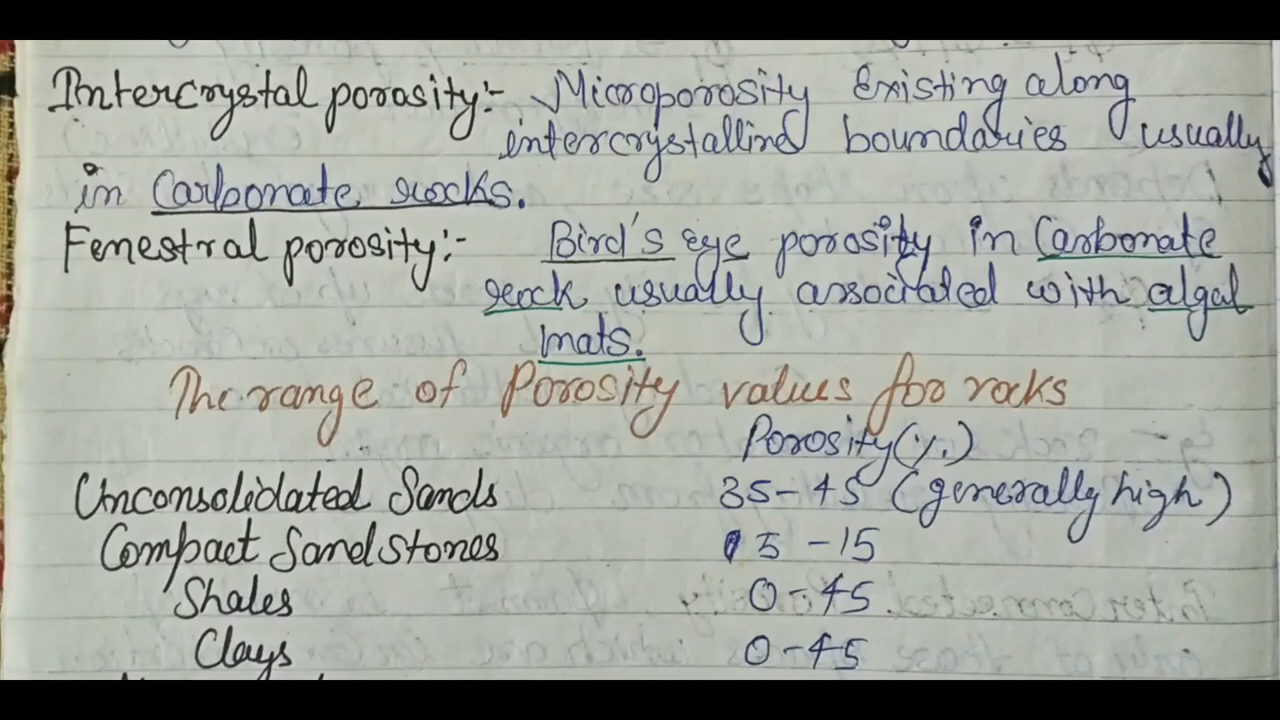 Intercrystal porosity:- Microporosity Existing along
intercrystalline boundaries usually
in Carbonate rocks.
Fenestral porosity:- Bird's eye porosity in Carbonate
rock usually associated with algal
mats.
The range of Porosity values for rocks
Porosity(%)
Unconsolidated Sands 35-45 (generally high)
Compact Sandstones 5-15
Shales 0-45
Clays 0-45